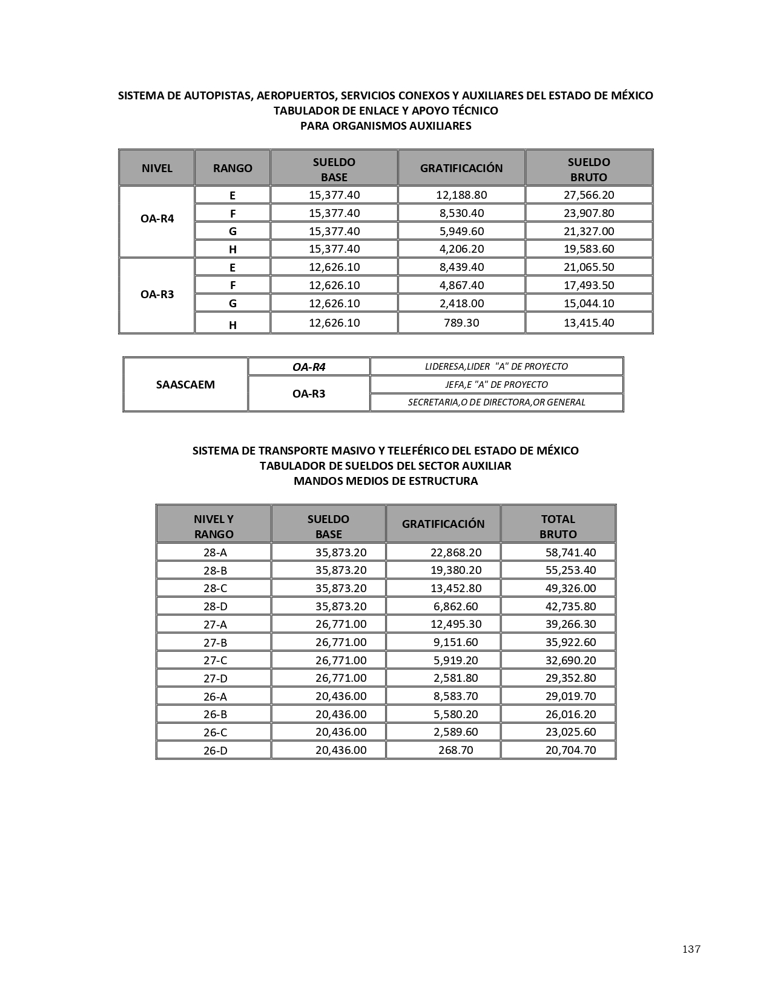 SISTEMA DE AUTOPISTAS, AEROPUERTOS, SERVICIOS CONEXOS Y AUXILIARES DEL ESTADO DE MÉXICO
TABULADOR DE ENLACE Y APOYO TÉCNICO
PARA ORGANISMOS AUXILIARES
NIVEL RANGO SUELDO BASE GRATIFICACIÓN SUELDO BRUTO
OA-R4
E 15,377.40 12,188.80 27,566.20
F 15,377.40 8,530.40 23,907.80
G 15,377.40 5,949.60 21,327.00
H 15,377.40 4,206.20 19,583.60
OA-R3
E 12,626.10 8,439.40 21,065.50
F 12,626.10 4,867.40 17,493.50
G 12,626.10 2,418.00 15,044.10
H 12,626.10 789.30 13,415.40
SAASCAEM
OA-R4 LIDERESA,LIDER "A" DE PROYECTO
OA-R3
JEFA,E "A" DE PROYECTO
SECRETARIA,O DE DIRECTORA,OR GENERAL
SISTEMA DE TRANSPORTE MASIVO Y TELEFÉRICO DEL ESTADO DE MÉXICO
TABULADOR DE SUELDOS DEL SECTOR AUXILIAR
MANDOS MEDIOS DE ESTRUCTURA
NIVEL Y RANGO SUELDO BASE GRATIFICACIÓN TOTAL BRUTO
28-A 35,873.20 22,868.20 58,741.40
28-B 35,873.20 19,380.20 55,253.40
28-C 35,873.20 13,452.80 49,326.00
28-D 35,873.20 6,862.60 42,735.80
27-A 26,771.00 12,495.30 39,266.30
27-B 26,771.00 9,151.60 35,922.60
27-C 26,771.00 5,919.20 32,690.20
27-D 26,771.00 2,581.80 29,352.80
26-A 20,436.00 8,583.70 29,019.70
26-B 20,436.00 5,580.20 26,016.20
26-C 20,436.00 2,589.60 23,025.60
26-D 20,436.00 268.70 20,704.70
137